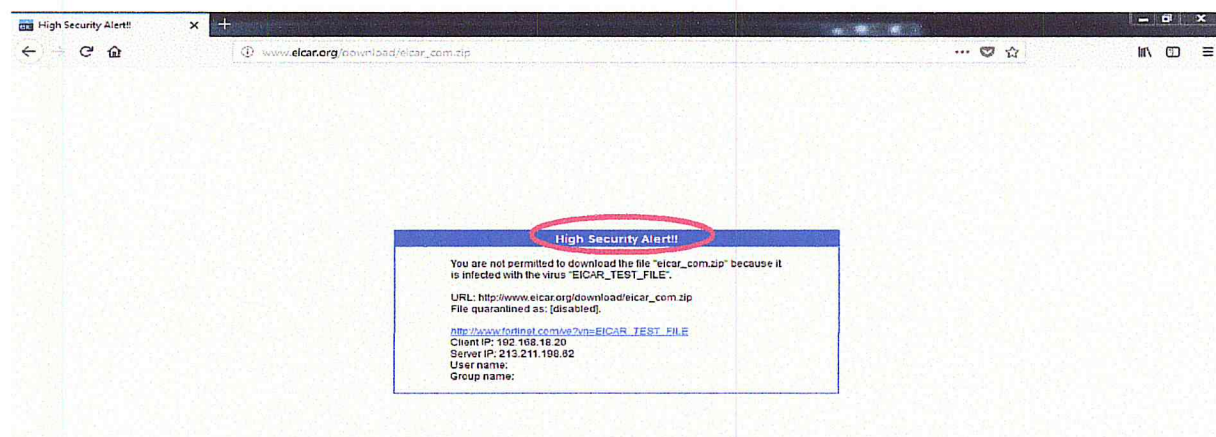 High Security Alert!!
www.eicar.org/download/eicar_com.zip
High Security Alert!!
You are not permitted to download the file "eicar_com.zip" because it
is infected with the virus "EICAR_TEST_FILE".
URL: http://www.eicar.org/download/eicar_com.zip
File quarantined as: [disabled].
http://www.fortinet.com/ve?vn=EICAR_TEST_FILE
Client IP: 192.168.18.20
Server IP: 213.211.198.62
User name:
Group name: